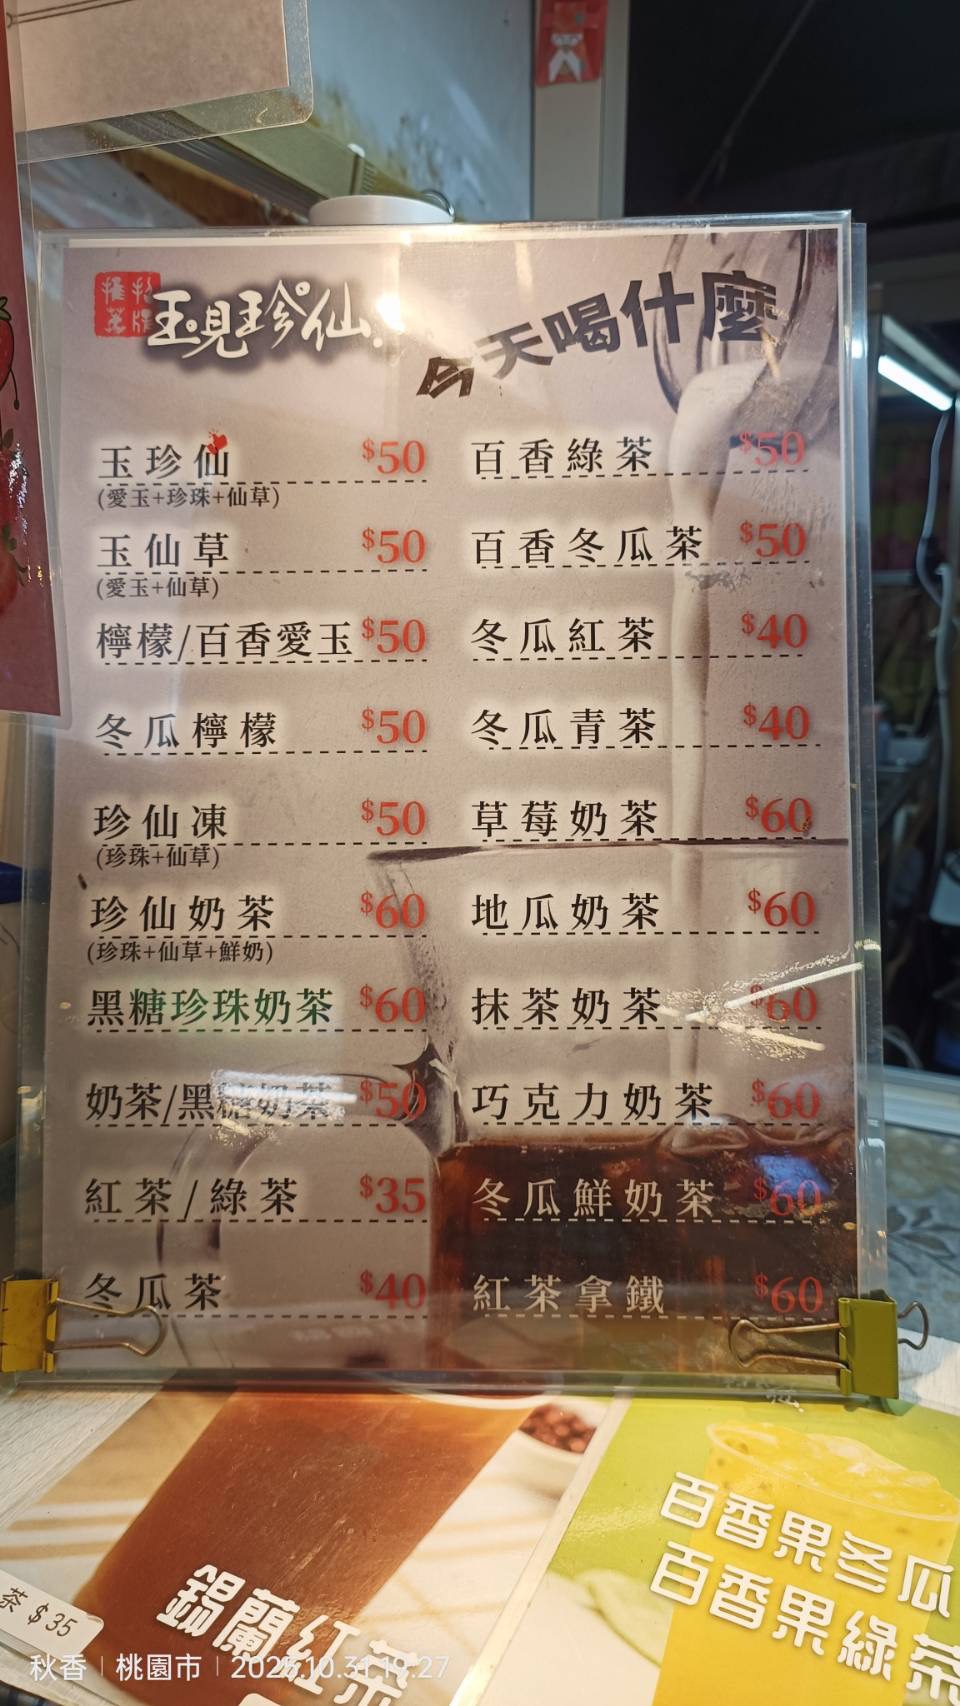 玉見珍仙
今天喝什麼
玉珍仙 $50
(愛玉+珍珠+仙草)
玉仙草 $50
(愛玉+仙草)
檸檬/百香愛玉 $50
冬瓜檸檬 $50
珍仙凍 $50
(珍珠+仙草)
珍仙奶茶 $60
(珍珠+仙草+鮮奶)
黑糖珍珠奶茶 $60
奶茶/黑糖奶茶 $50
紅茶/綠茶 $35
冬瓜茶 $40
百香綠茶 $50
百香冬瓜茶 $50
冬瓜紅茶 $40
冬瓜青茶 $40
草莓奶茶 $60
地瓜奶茶 $60
抹茶奶茶 $60
巧克力奶茶 $60
冬瓜鮮奶茶 $60
紅茶拿鐵 $60
茶 $35
錫蘭紅茶
百香果冬瓜
百香果綠茶
秋香 | 桃園市 | 2025.10.31 19:27